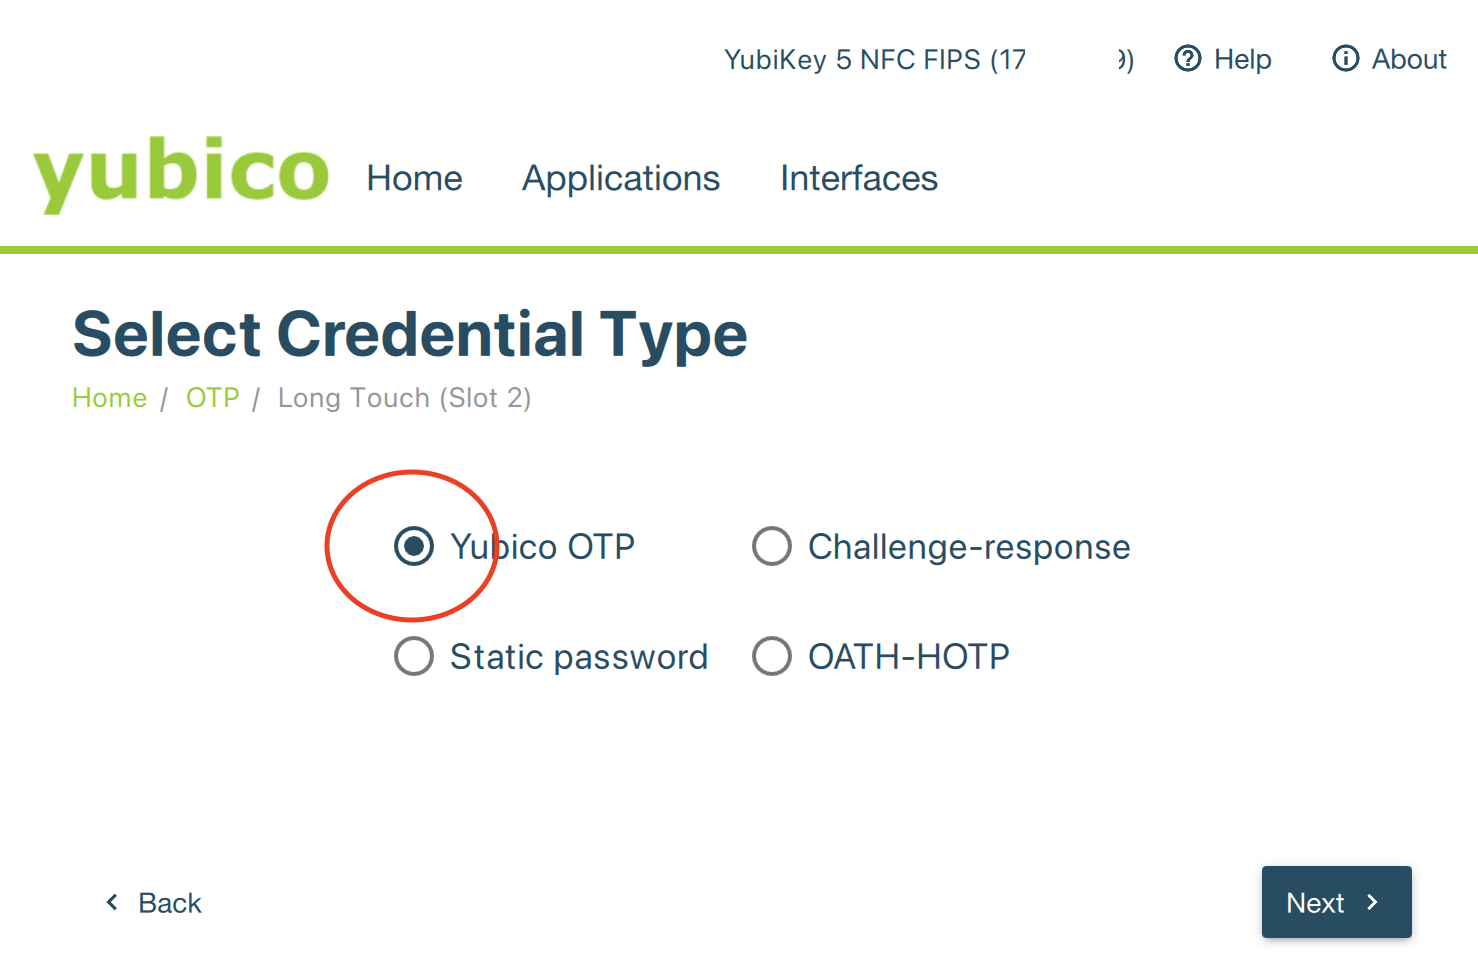 YubiKey 5 NFC FIPS (17 9) Help About
yubico Home Applications Interfaces
Select Credential Type
Home / OTP / Long Touch (Slot 2)
Yubico OTP Challenge-response
Static password OATH-HOTP
Back Next